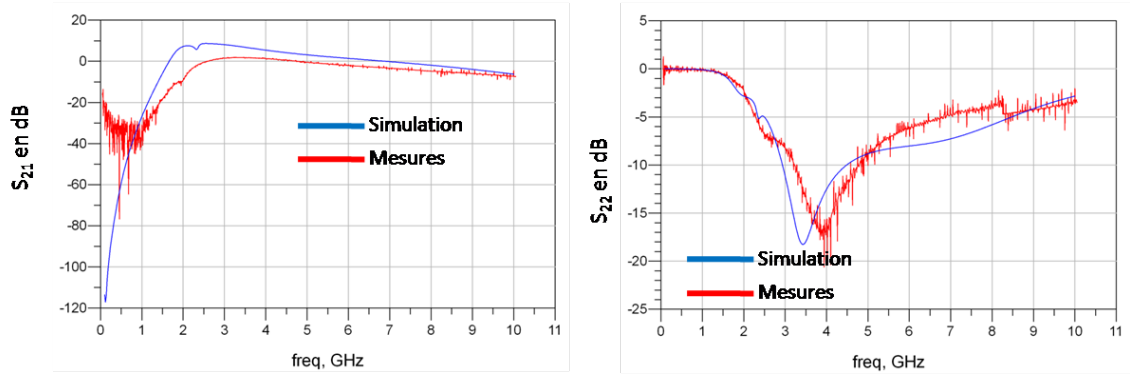 20
0
-20
-40
-60
-80
-100
-120
0 1 2 3 4 5 6 7 8 9 10 11
S21 en dB
freq, GHz
Simulation
Mesures
5
0
-5
-10
-15
-20
-25
0 1 2 3 4 5 6 7 8 9 10 11
S22 en dB
freq, GHz
Simulation
Mesures